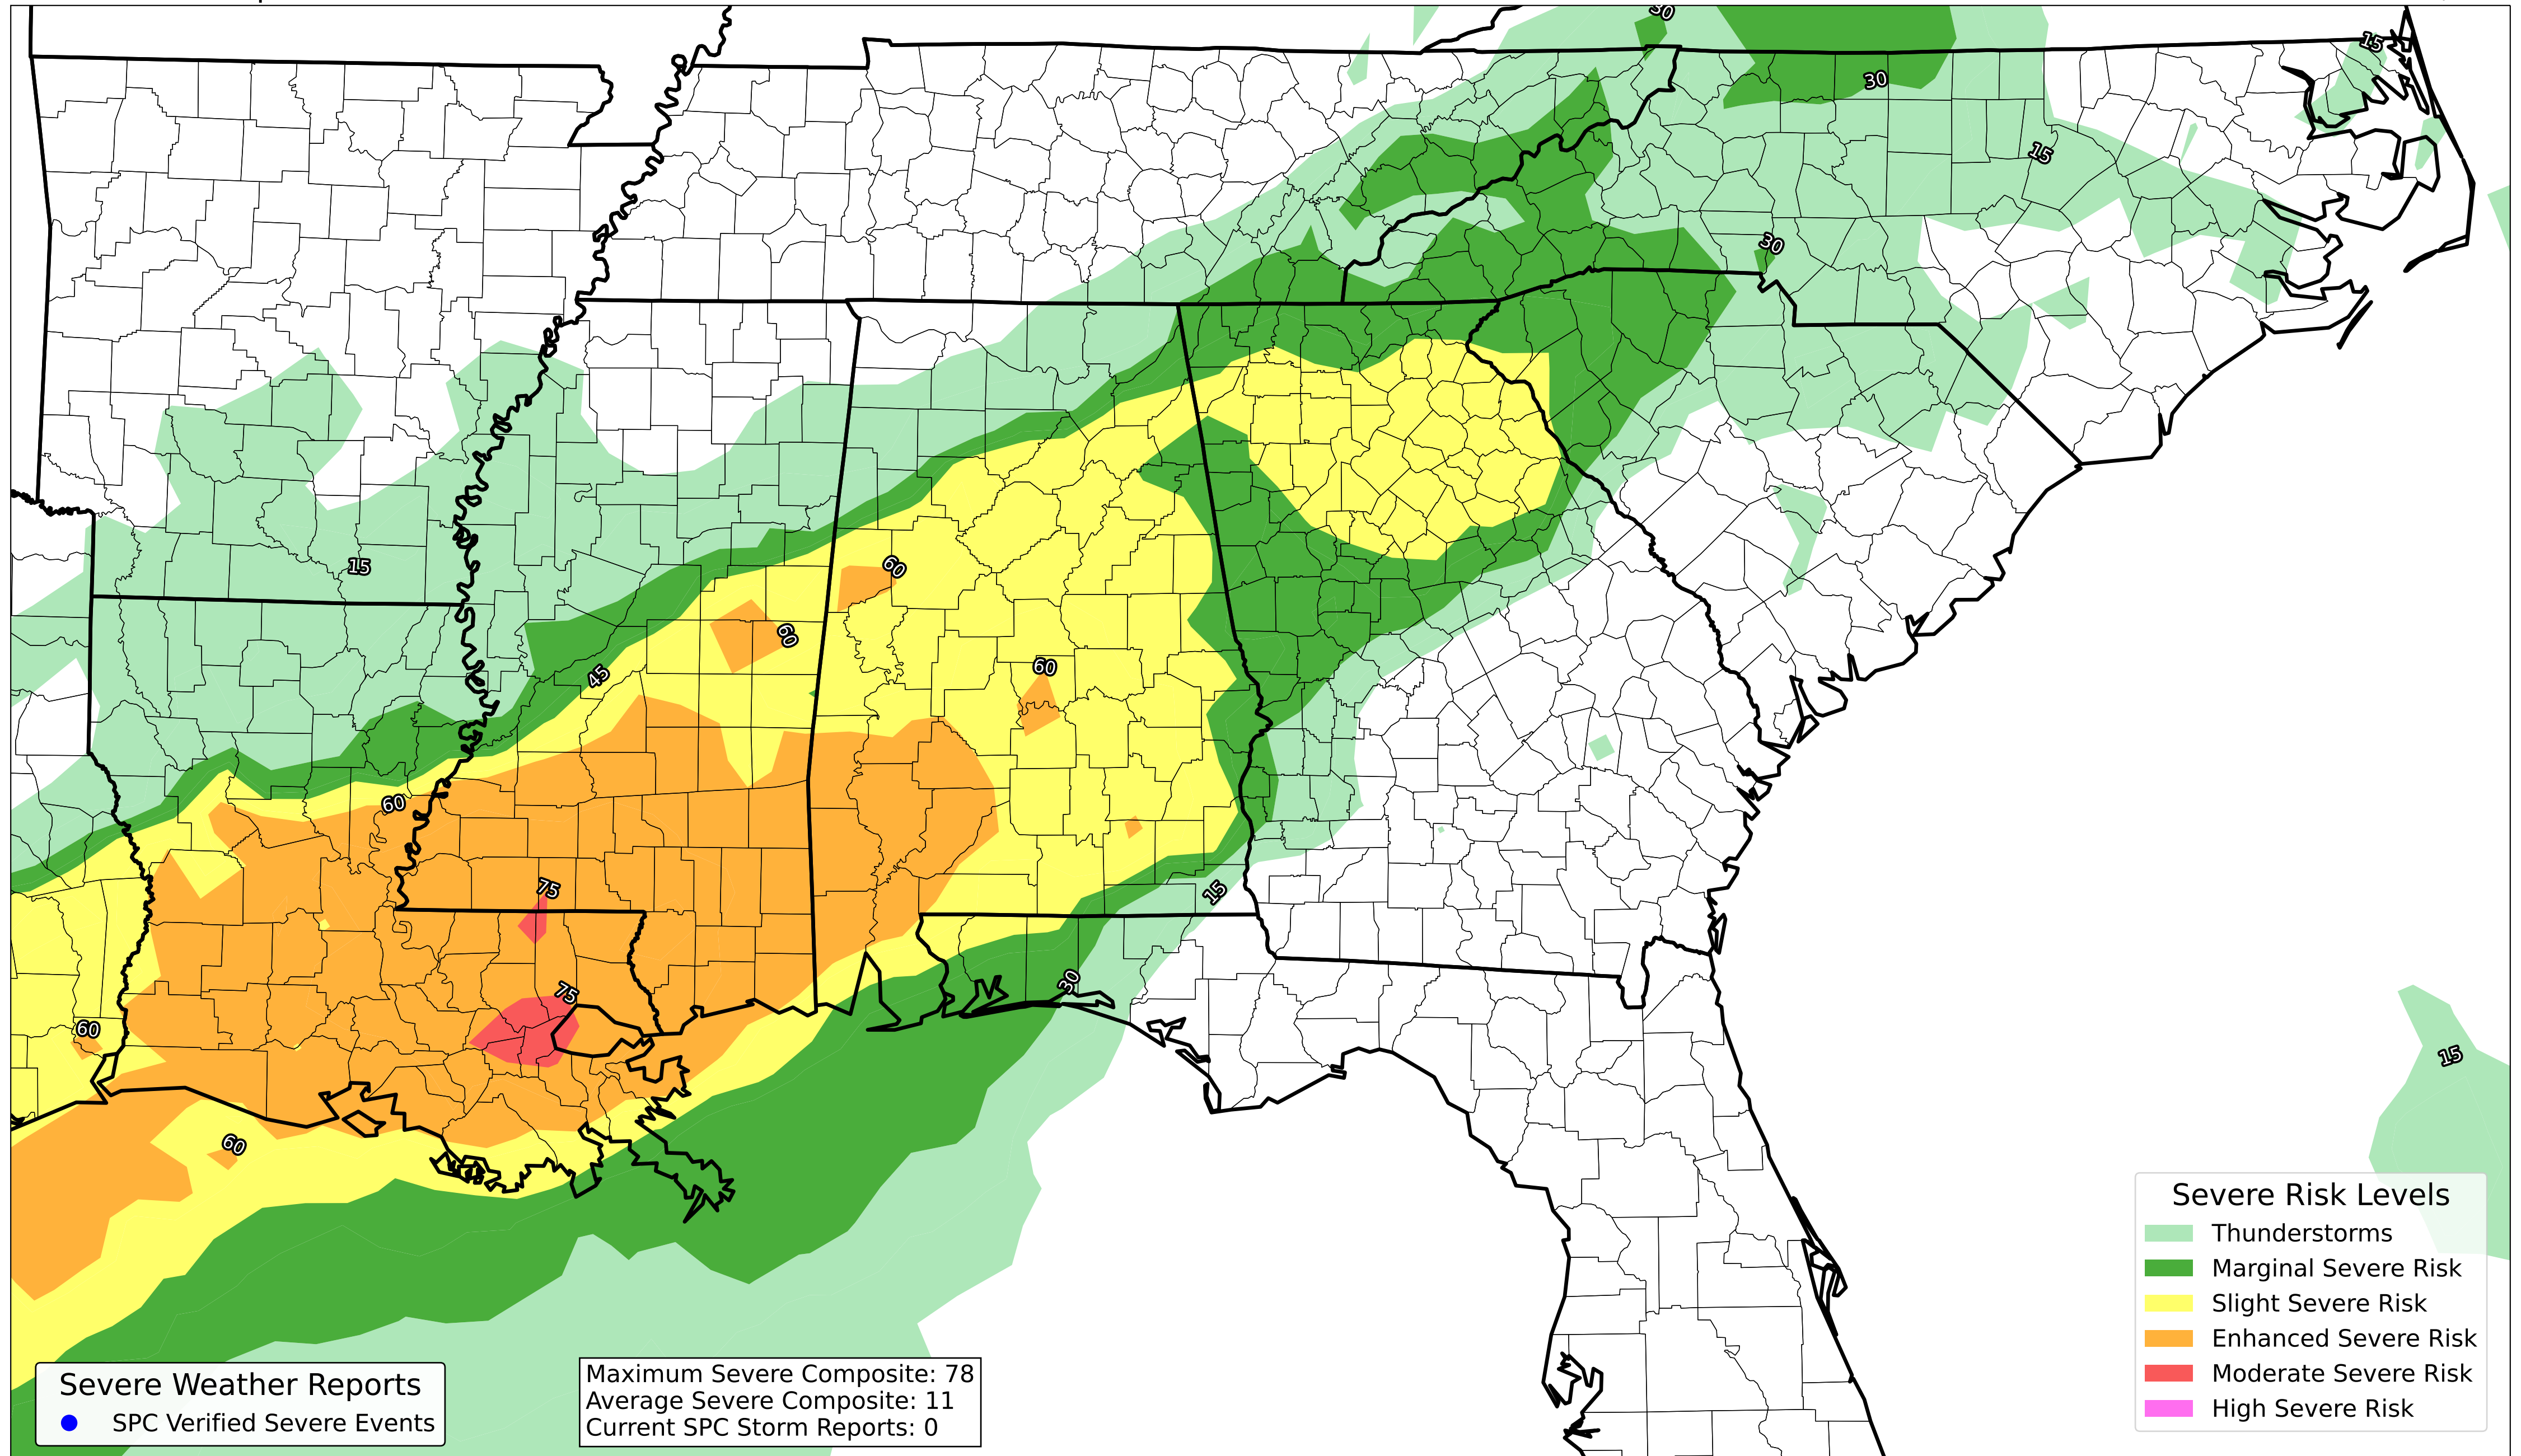 30
15
30
15
30
15
60
60
45
60
60
75
15
75
30
60
15
60
Severe Risk Levels
Thunderstorms
Marginal Severe Risk
Slight Severe Risk
Enhanced Severe Risk
Moderate Severe Risk
High Severe Risk
Severe Weather Reports
SPC Verified Severe Events
Maximum Severe Composite: 78
Average Severe Composite: 11
Current SPC Storm Reports: 0